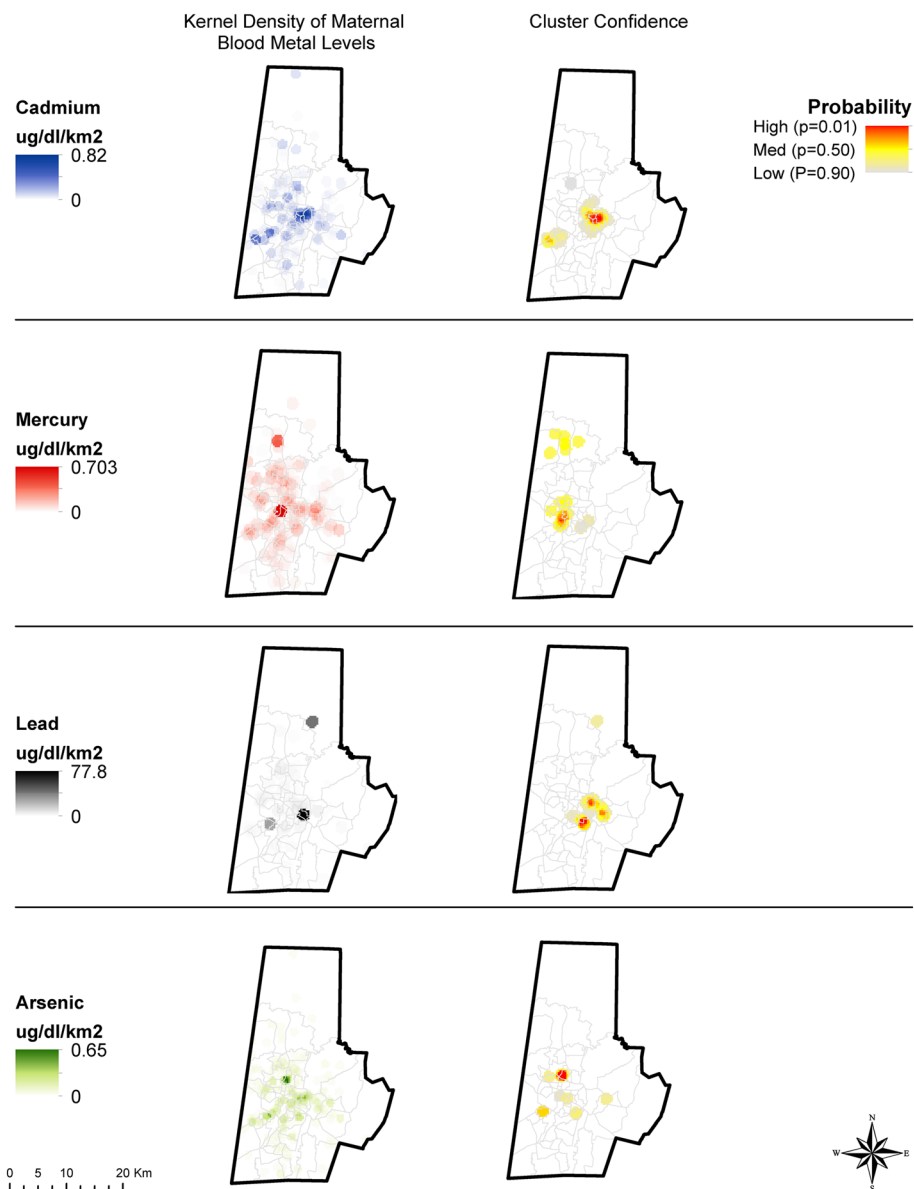 Kernel Density of Maternal
Blood Metal Levels
Cluster Confidence
Cadmium
ug/dl/km2
0.82
0
Probability
High (p=0.01)
Med (p=0.50)
Low (P=0.90)
Mercury
ug/dl/km2
0.703
0
Lead
ug/dl/km2
77.8
0
Arsenic
ug/dl/km2
0.65
0
0 5 10 20 Km
N
W E
S